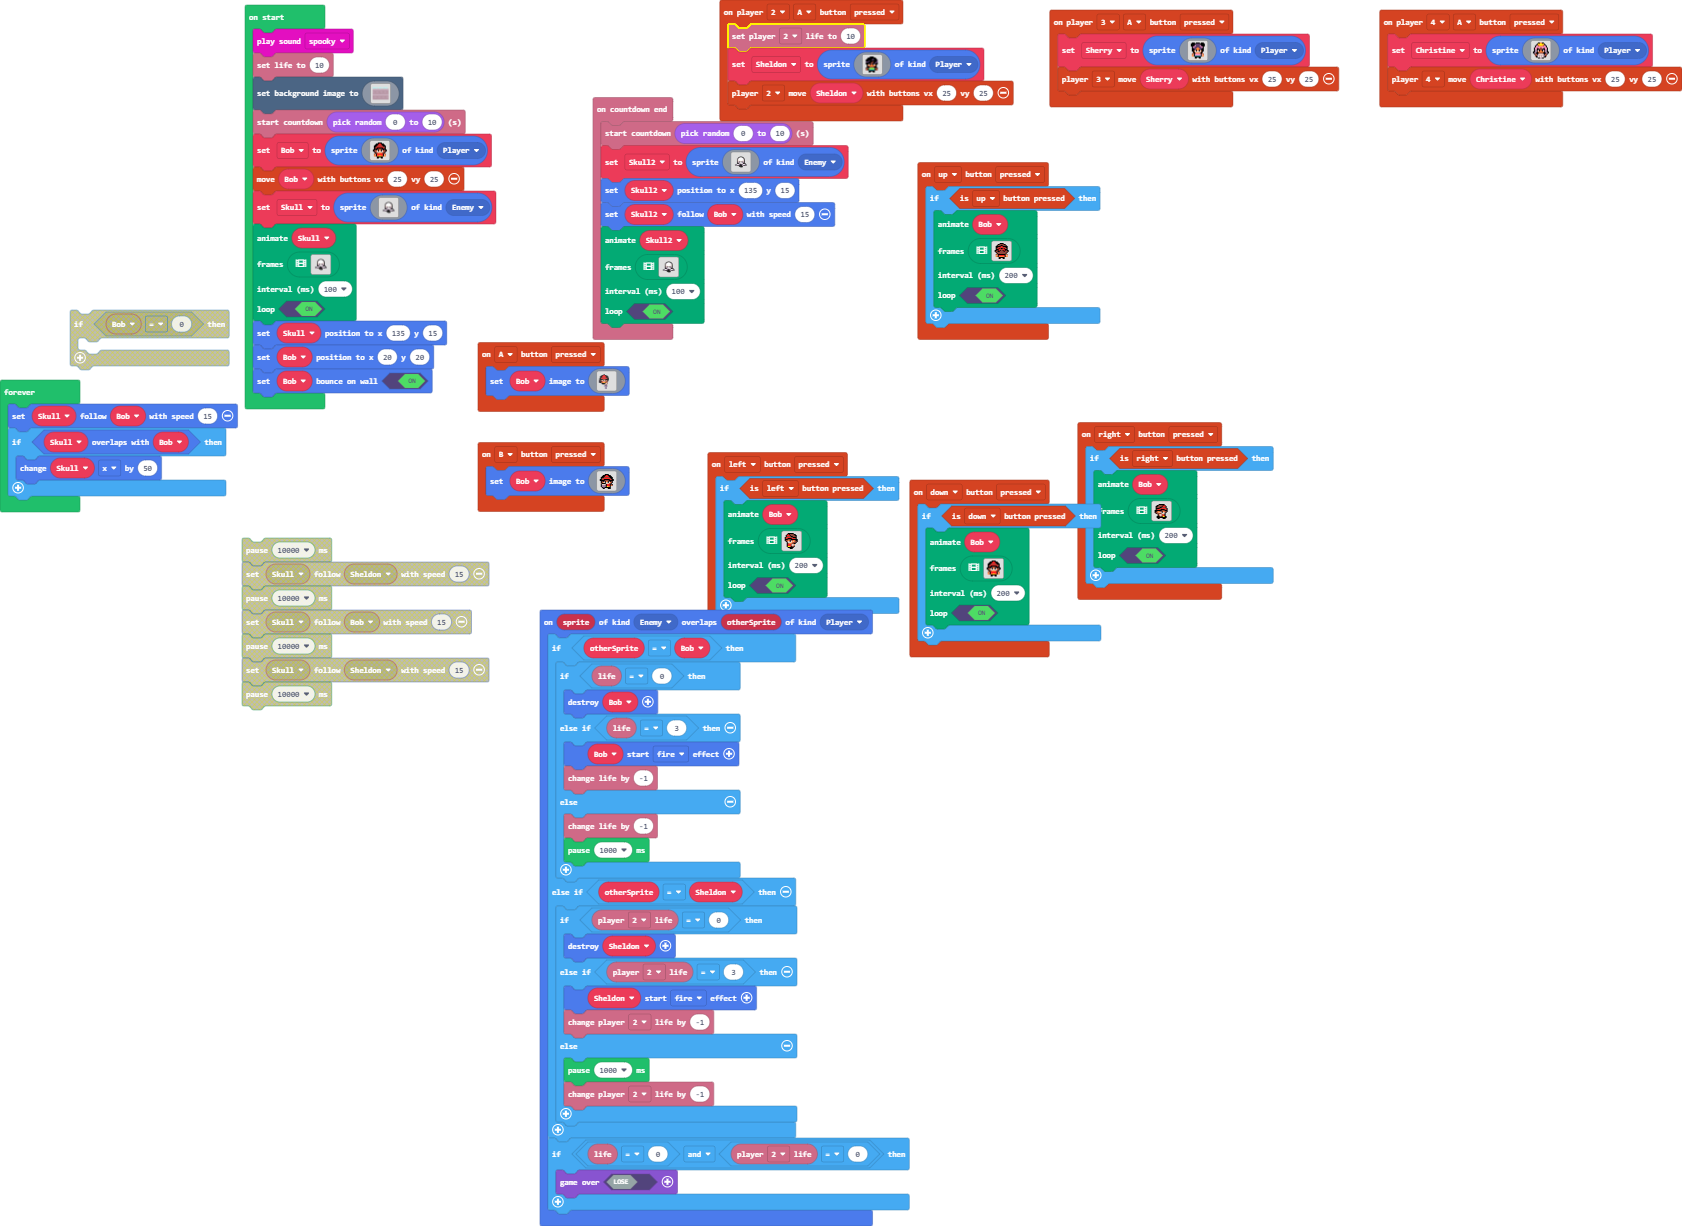 on start
play sound spooky
set life to 10
set background image to
start countdown pick random 0 to 10 (s)
set Bob to sprite of kind Player
move Bob with buttons vx 25 vy 25
set Skull to sprite of kind Enemy
animate Skull
frames
interval (ms) 100
loop ON
set Skull position to x 135 y 15
set Bob position to x 20 y 20
set Bob bounce on wall ON
if Bob = 0 then
forever
set Skull follow Bob with speed 15
if Skull overlaps with Bob then
change Skull x by 50
pause 10000 ms
set Skull follow Sheldon with speed 15
pause 10000 ms
set Skull follow Bob with speed 15
pause 10000 ms
set Skull follow Sheldon with speed 15
pause 10000 ms
on countdown end
start countdown pick random 0 to 10 (s)
set Skull2 to sprite of kind Enemy
set Skull2 position to x 135 y 15
set Skull2 follow Bob with speed 15
animate Skull2
frames
interval (ms) 100
loop ON
on A button pressed
set Bob image to
on B button pressed
set Bob image to
on player 2 A button pressed
set player 2 life to 10
set Sheldon to sprite of kind Player
player 2 move Sheldon with buttons vx 25 vy 25
on player 3 A button pressed
set Sherry to sprite of kind Player
player 3 move Sherry with buttons vx 25 vy 25
on player 4 A button pressed
set Christine to sprite of kind Player
player 4 move Christine with buttons vx 25 vy 25
on up button pressed
if is up button pressed then
animate Bob
frames
interval (ms) 200
loop ON
on left button pressed
if is left button pressed then
animate Bob
frames
interval (ms) 200
loop ON
on down button pressed
if is down button pressed then
animate Bob
frames
interval (ms) 200
loop ON
on right button pressed
if is right button pressed then
animate Bob
frames
interval (ms) 200
loop ON
on sprite of kind Enemy overlaps otherSprite of kind Player
if otherSprite = Bob then
if life = 0 then
destroy Bob
else if life = 3 then
Bob start fire effect
change life by -1
else
change life by -1
pause 1000 ms
else if otherSprite = Sheldon then
if player 2 life = 0 then
destroy Sheldon
else if player 2 life = 3 then
Sheldon start fire effect
change player 2 life by -1
else
pause 1000 ms
change player 2 life by -1
if life = 0 and player 2 life = 0 then
game over LOSE